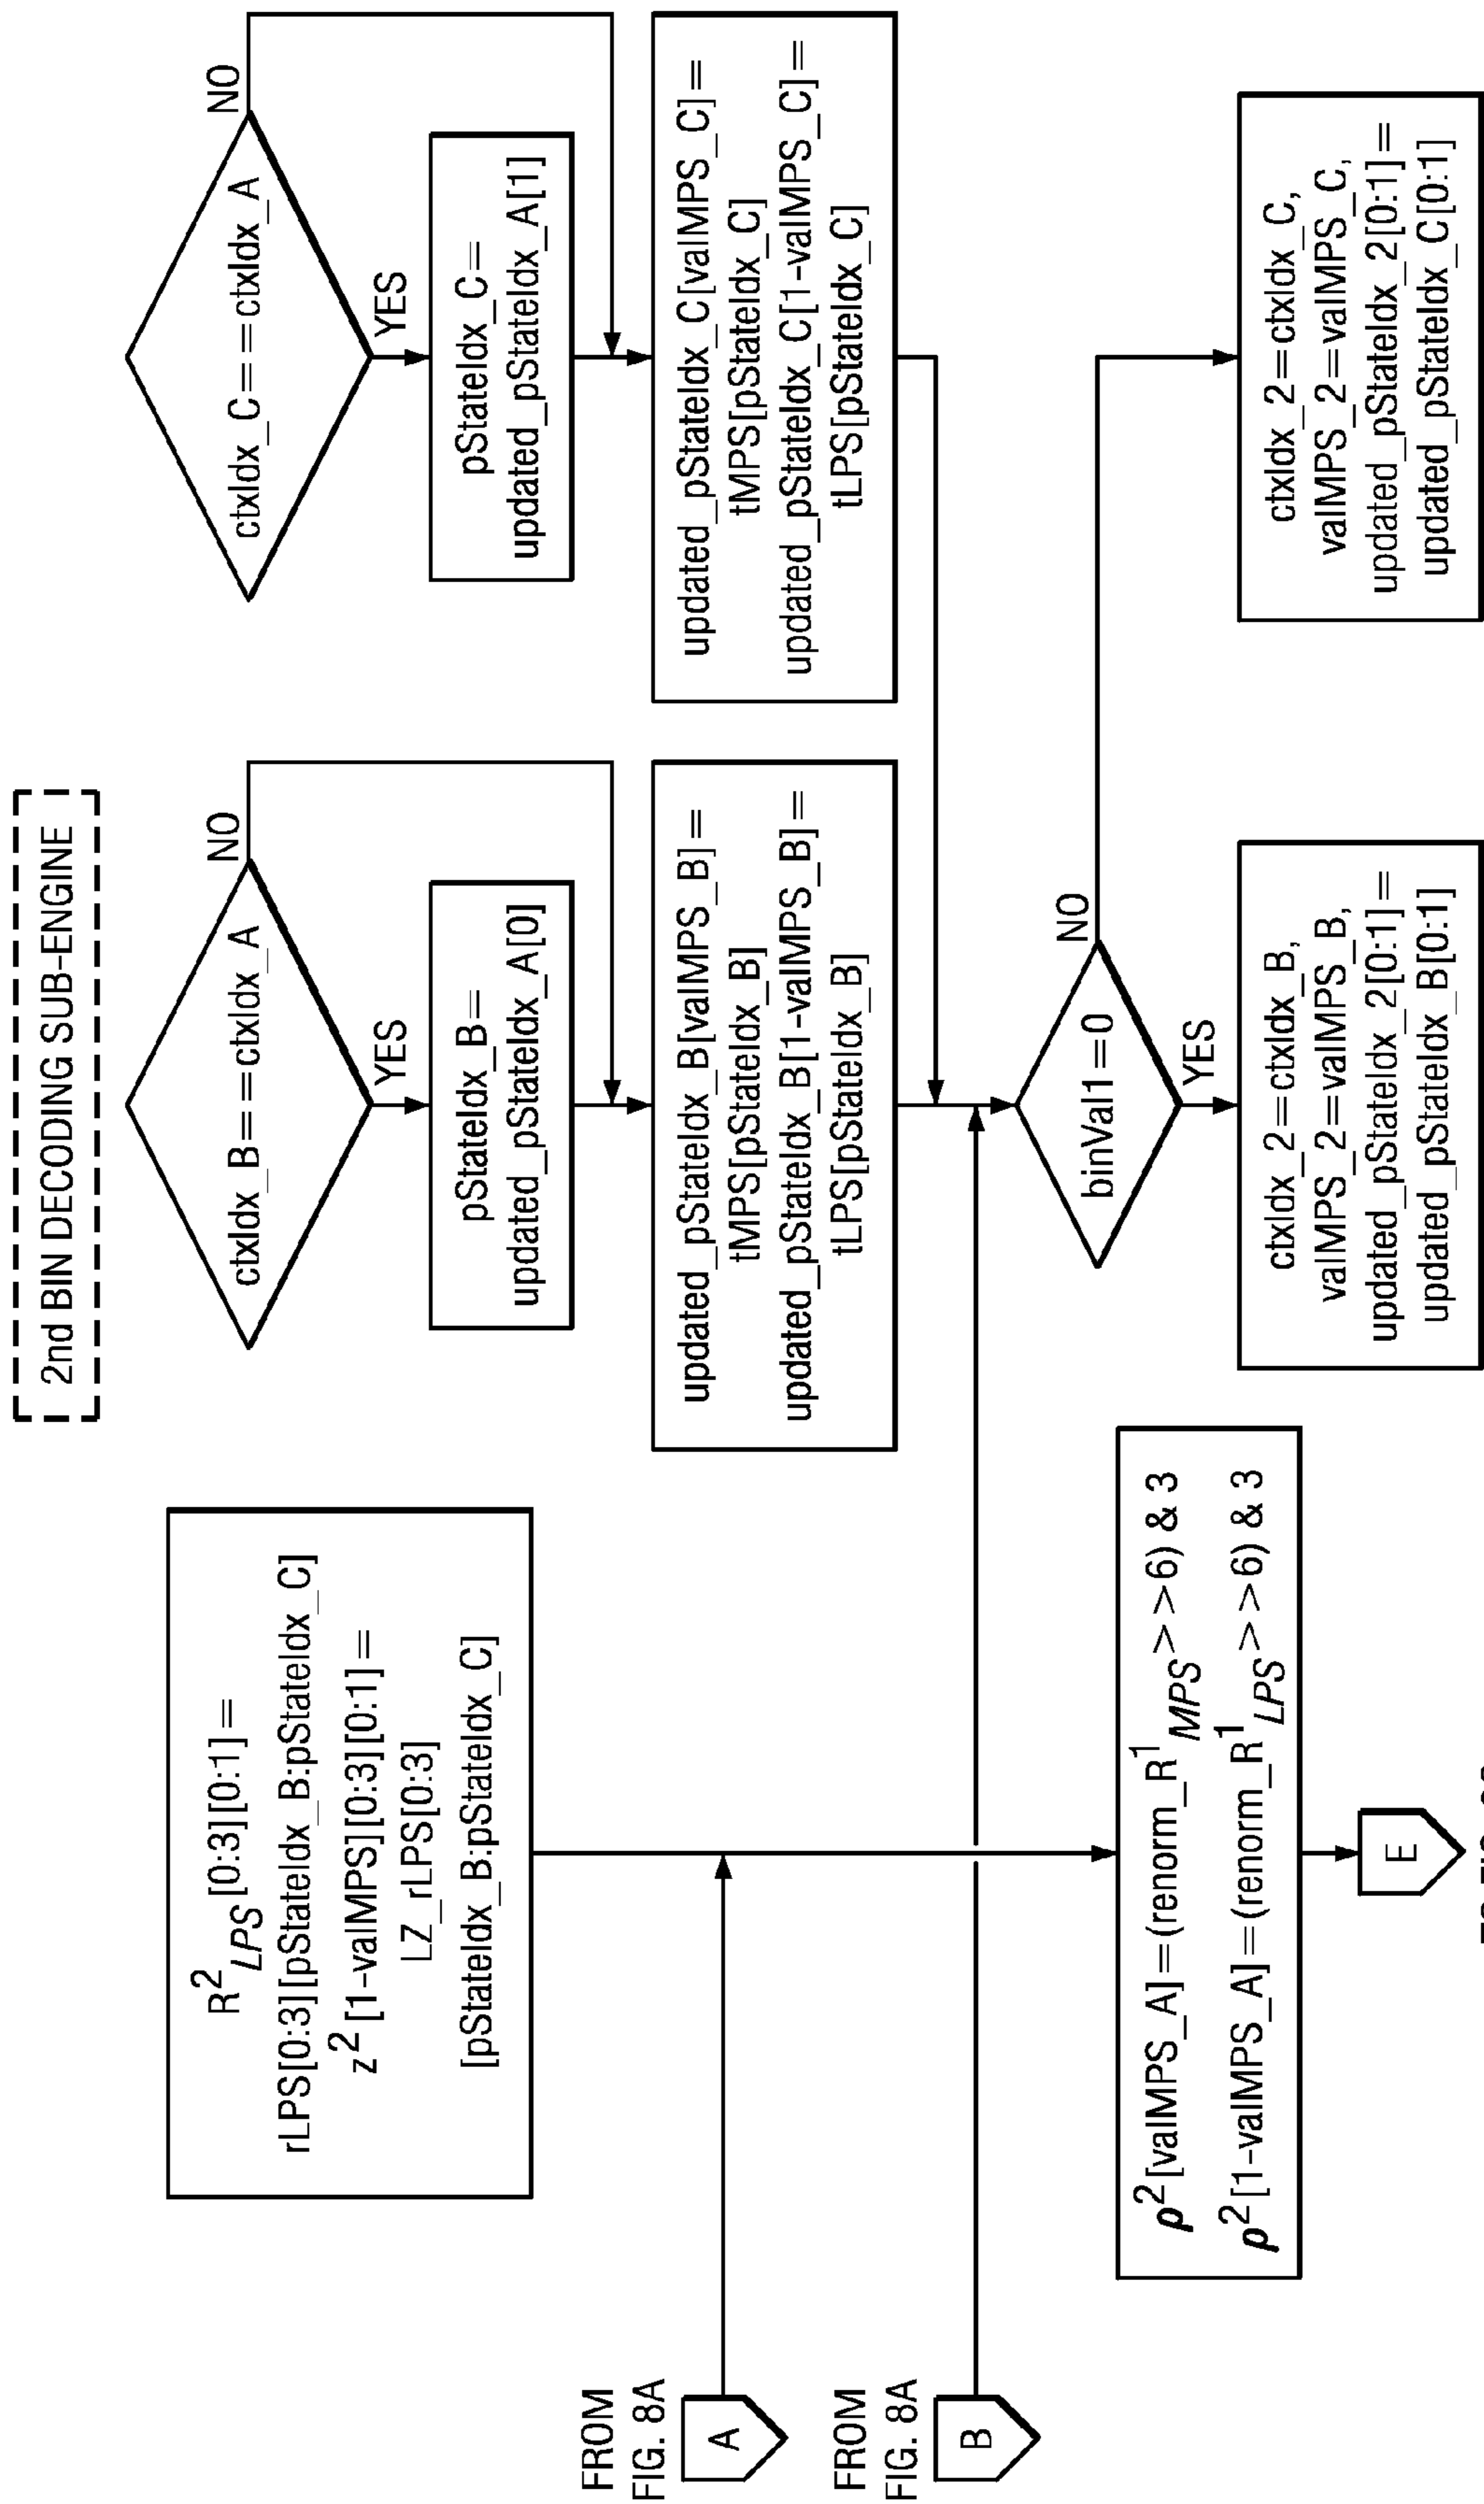 2nd BIN DECODING SUB-ENGINE
R²LPS[0:3][0:1]=
rLPS[0:3][pStateIdx_B:pStateIdx_C]
z²[1-valMPS][0:3][0:1]=
LZ_rLPS[0:3]
[pStateIdx_B:pStateIdx_C]
ctxIdx_B==ctxIdx_A
NO
YES
pStateIdx_B=
updated_pStateIdx_A[0]
updated_pStateIdx_B[valMPS_B]=
tMPS[pStateIdx_B]
updated_pStateIdx_B[1-valMPS_B]=
tLPS[pStateIdx_B]
ctxIdx_C==ctxIdx_A
NO
YES
pStateIdx_C=
updated_pStateIdx_A[1]
updated_pStateIdx_C[valMPS_C]=
tMPS[pStateIdx_C]
updated_pStateIdx_C[1-valMPS_C]=
tLPS[pStateIdx_C]
FROM
FIG. 8A
A
FROM
FIG. 8A
B
binVal1=0
NO
YES
ρ²[valMPS_A]=(renorm_R¹MPS>>6) & 3
ρ²[1-valMPS_A]=(renorm_R¹LPS>>6) & 3
E
ctxIdx_2=ctxIdx_B,
valMPS_2=valMPS_B,
updated_pStateIdx_2[0:1]=
updated_pStateIdx_B[0:1]
ctxIdx_2=ctxIdx_C,
valMPS_2=valMPS_C,
updated_pStateIdx_2[0:1]=
updated_pStateIdx_C[0:1]